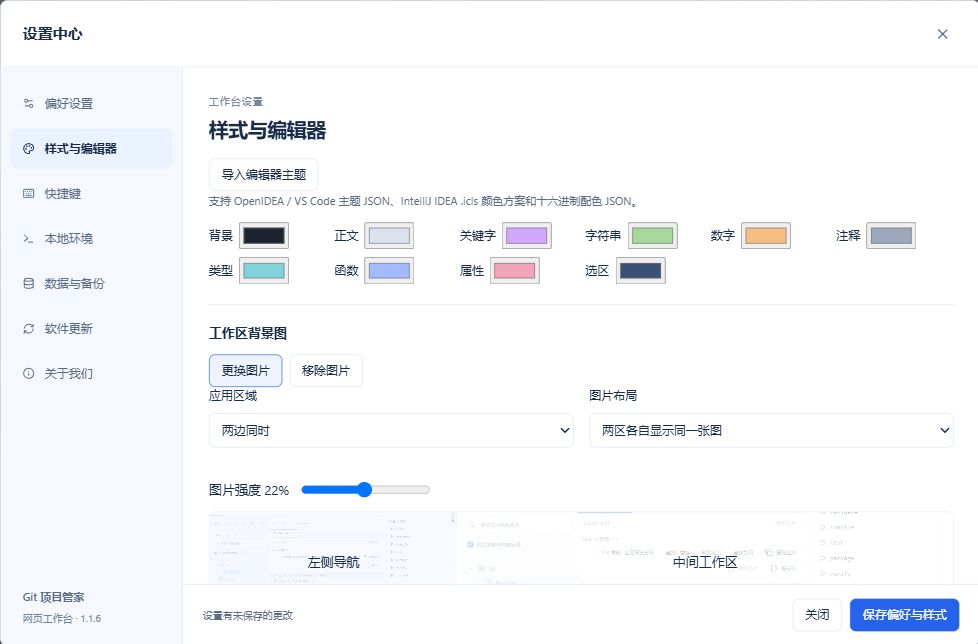 设置中心
偏好设置
样式与编辑器
快捷键
本地环境
数据与备份
软件更新
关于我们
Git 项目管家
网页工作台 · 1.1.6
工作台设置
样式与编辑器
导入编辑器主题
支持 OpenIDEA / VS Code 主题 JSON、IntelliJ IDEA .icls 颜色方案和十六进制配色 JSON。
背景 正文 关键字 字符串 数字 注释
类型 函数 属性 选区
工作区背景图
更换图片 移除图片
应用区域 图片布局
两边同时 两区各自显示同一张图
图片强度 22%
左侧导航 中间工作区
compile
test
package
verify
设置有未保存的更改
关闭 保存偏好与样式